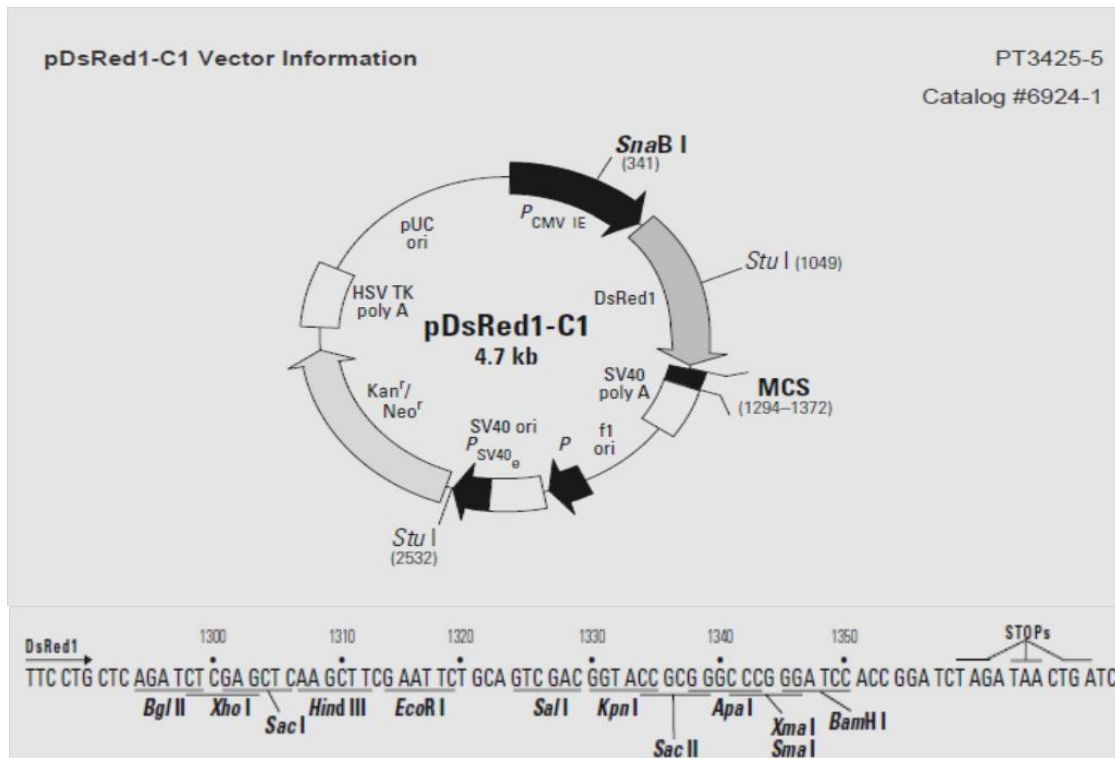 pDsRed1-C1 Vector Information
PT3425-5
Catalog #6924-1
SnaB I
(341)
P CMV IE
pUC
ori
Stu I (1049)
HSV TK
poly A
DsRed1
pDsRed1-C1
4.7 kb
SV40
poly A
MCS
(1294–1372)
Kanr/
Neor
SV40 ori
P SV40e
P
f1
ori
Stu I
(2532)
DsRed1
1300 1310 1320 1330 1340 1350
STOPs
TTC CTG CTC AGA TCT CGA GCT CAA GCT TCG AAT TCT GCA GTC GAC GGT ACC GCG GGC CCG GGA TCC ACC GGA TCT AGA TAA CTG ATC
Bgl II Xho I Sac I Hind III EcoR I Sal I Kpn I Sac II Apa I Xma I BamH I
Sma I